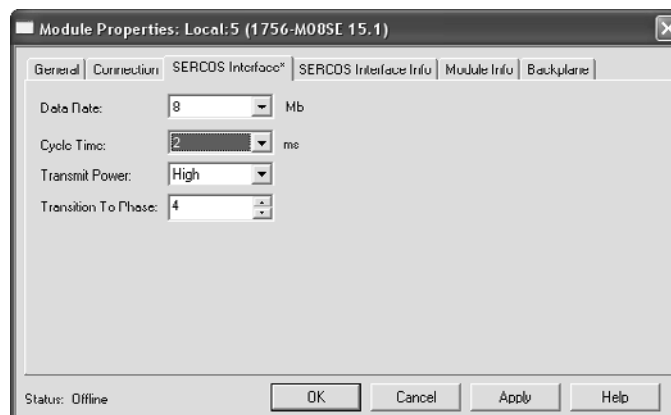 Module Properties: Local:5 (1756-M08SE 15.1)
General Connection SERCOS Interface* SERCOS Interface Info Module Info Backplane
Data Rate: 8 Mb
Cycle Time: 2 ms
Transmit Power: High
Transition To Phase: 4
Status: Offline OK Cancel Apply Help